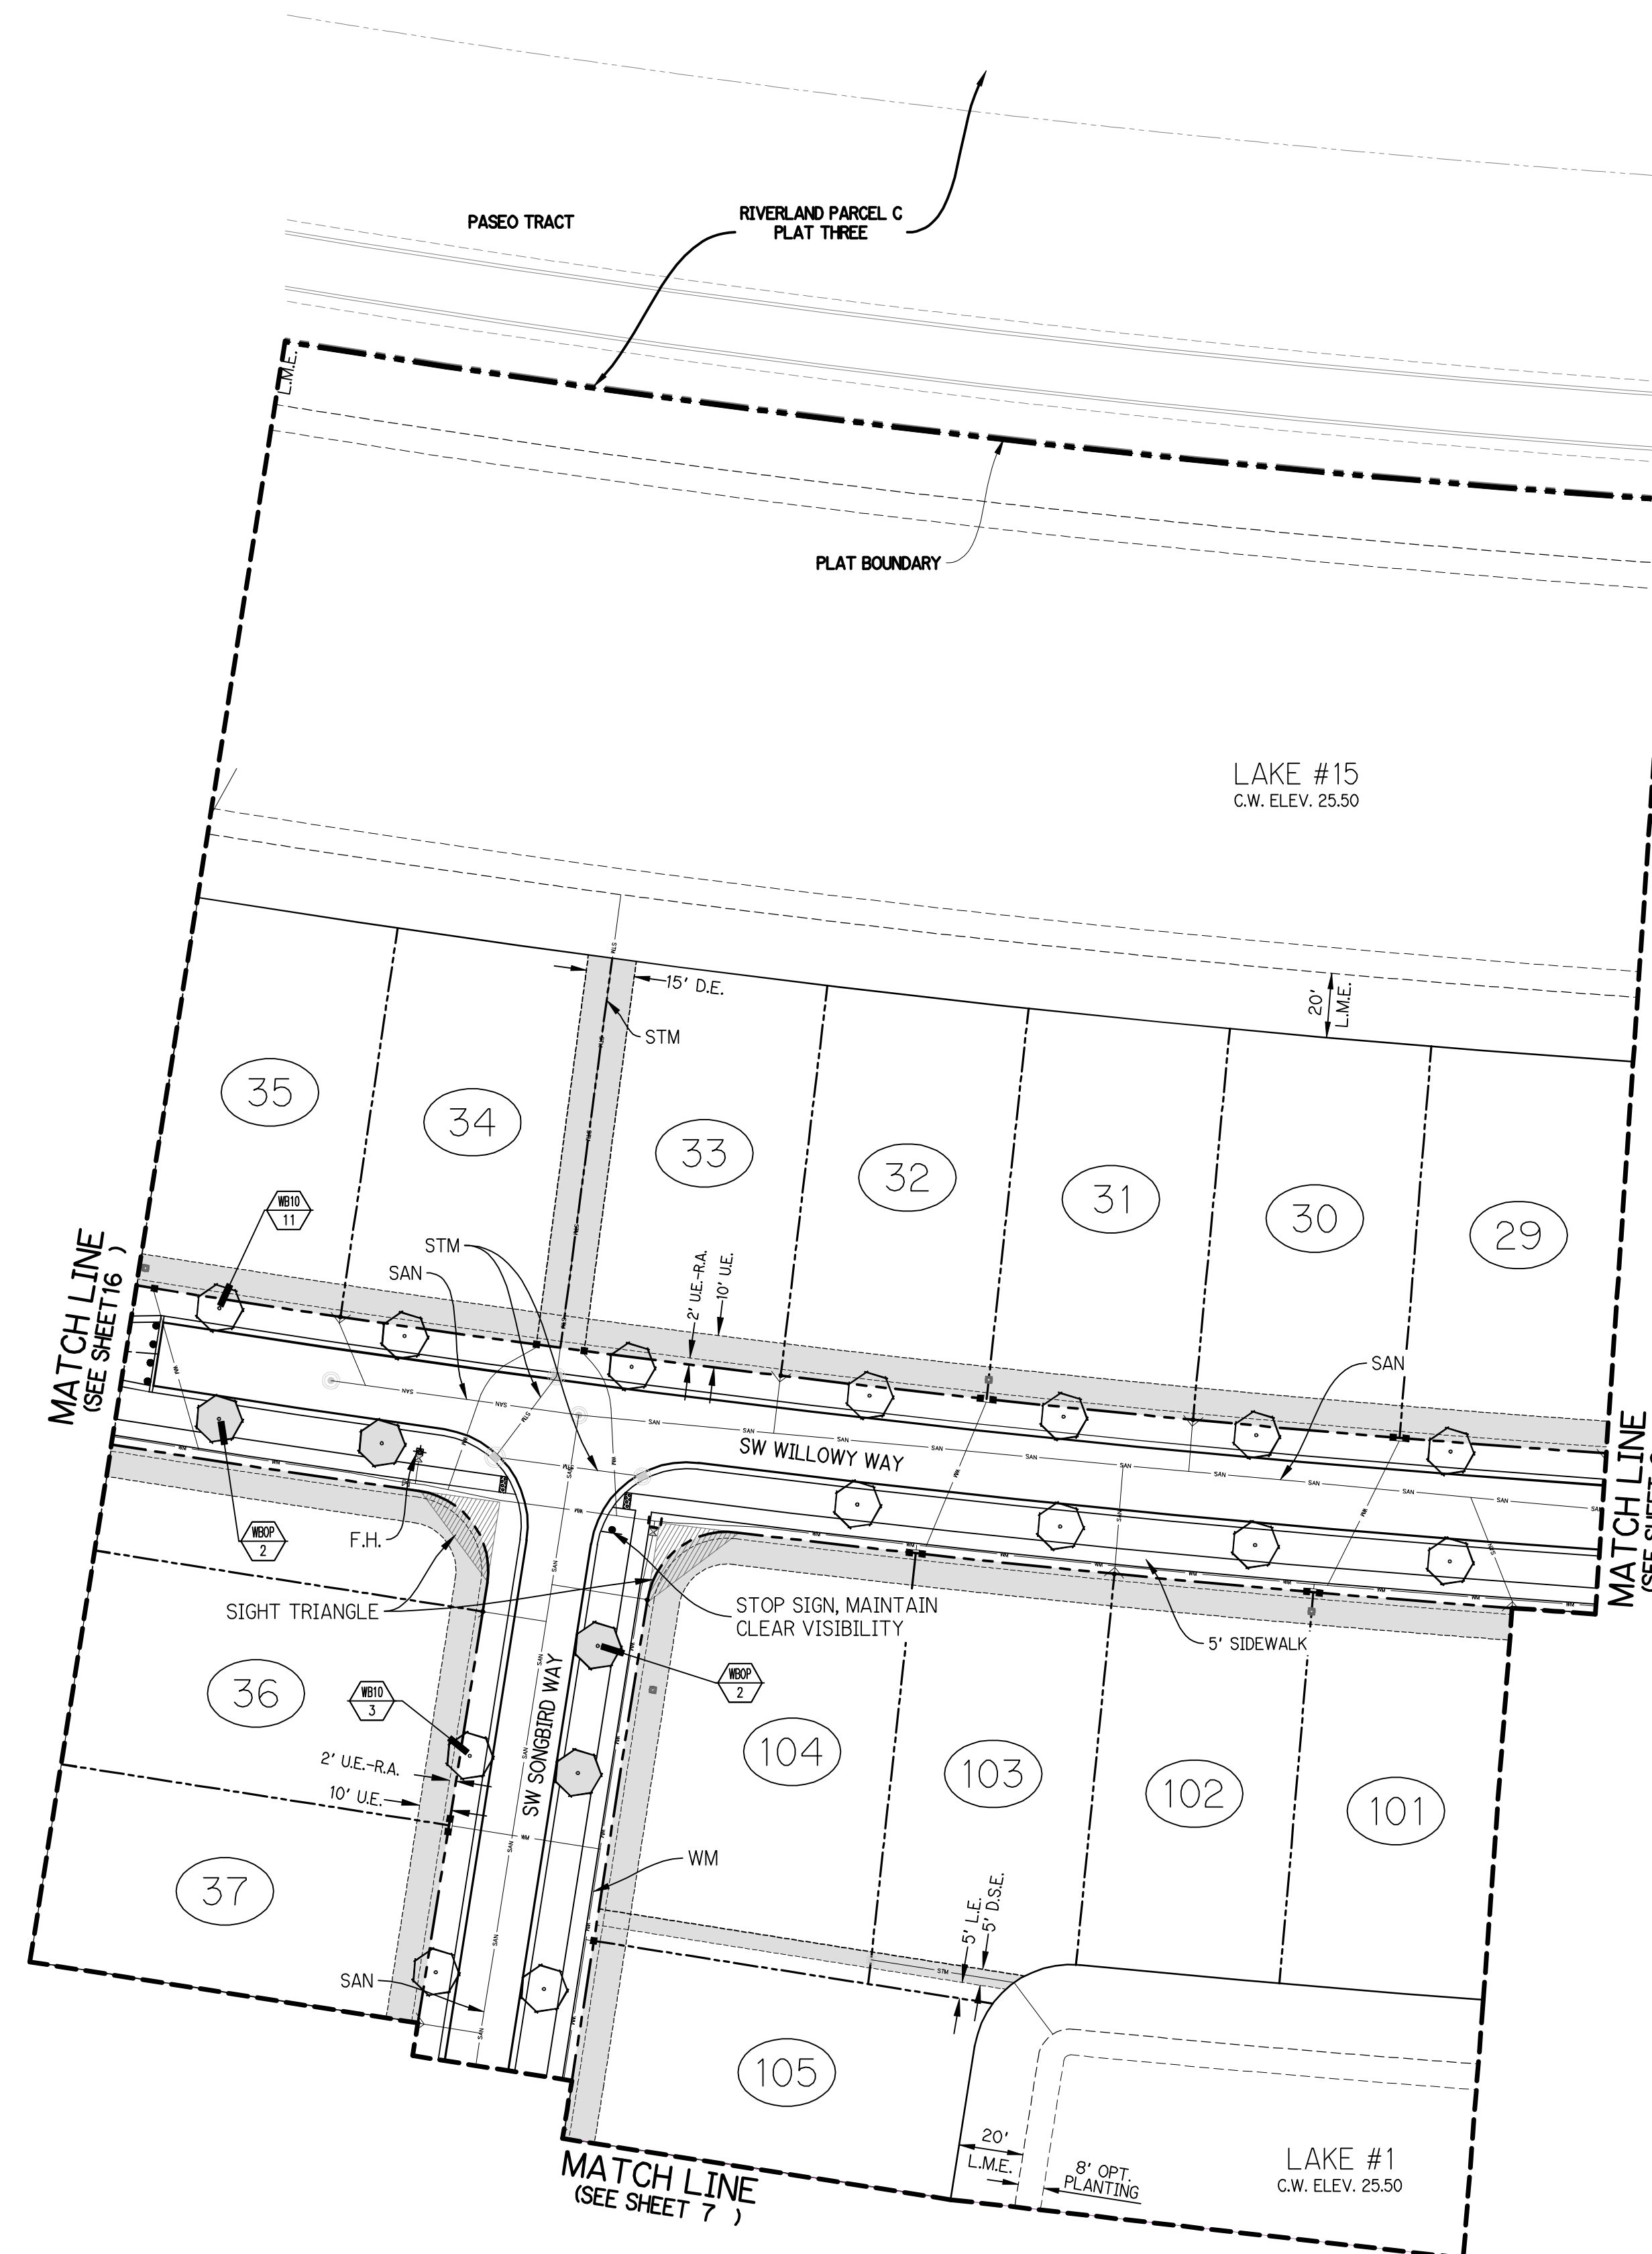 PASEO TRACT
RIVERLAND PARCEL C
PLAT THREE
L.M.E.
PLAT BOUNDARY
LAKE #15
C.W. ELEV. 25.50
15' D.E.
STM
20'
L.M.E.
35
34
33
32
31
30
29
WB10
11
MATCH LINE
(SEE SHEET 16 )
STM
SAN
2' U.E.-R.A.
10' U.E.
SAN
SW WILLOWY WAY
MATCH LINE
WBOP
2
F.H.
SIGHT TRIANGLE
STOP SIGN, MAINTAIN
CLEAR VISIBILITY
5' SIDEWALK
36
WB10
3
WBOP
2
SW SONGBIRD WAY
2' U.E.-R.A.
10' U.E.
104
103
102
101
37
WM
5' L.E.
5' D.S.E.
SAN
STM
105
20'
L.M.E.
8' OPT.
PLANTING
LAKE #1
C.W. ELEV. 25.50
MATCH LINE
(SEE SHEET 7 )